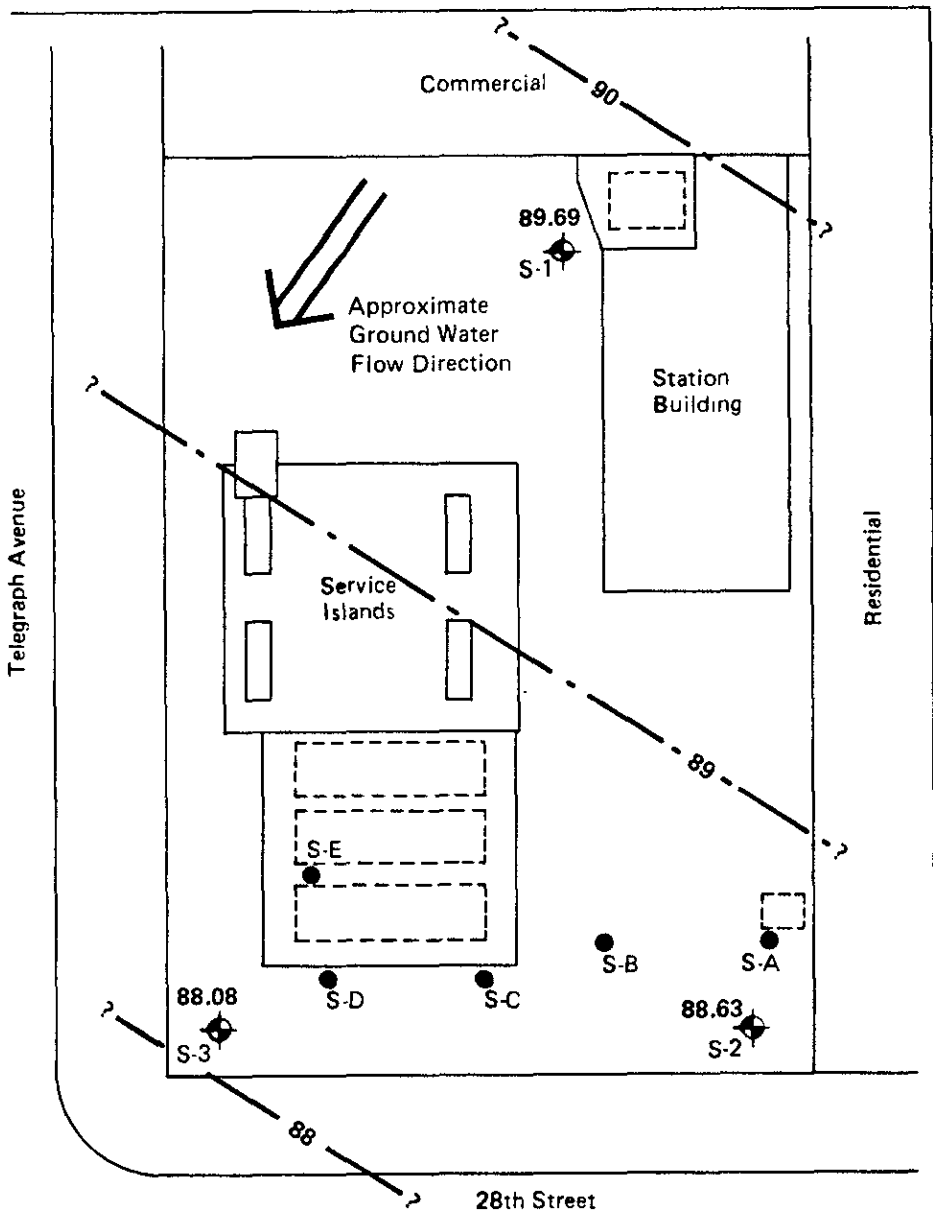 ?
Commercial
90
89.69
S-1
?
Approximate
Ground Water
Flow Direction
Station
Building
?
Telegraph Avenue
Residential
Service
Islands
89
?
S-E
S-B
S-A
S-D
S-C
88.08
88.63
?
S-3
S-2
88
?
28th Street